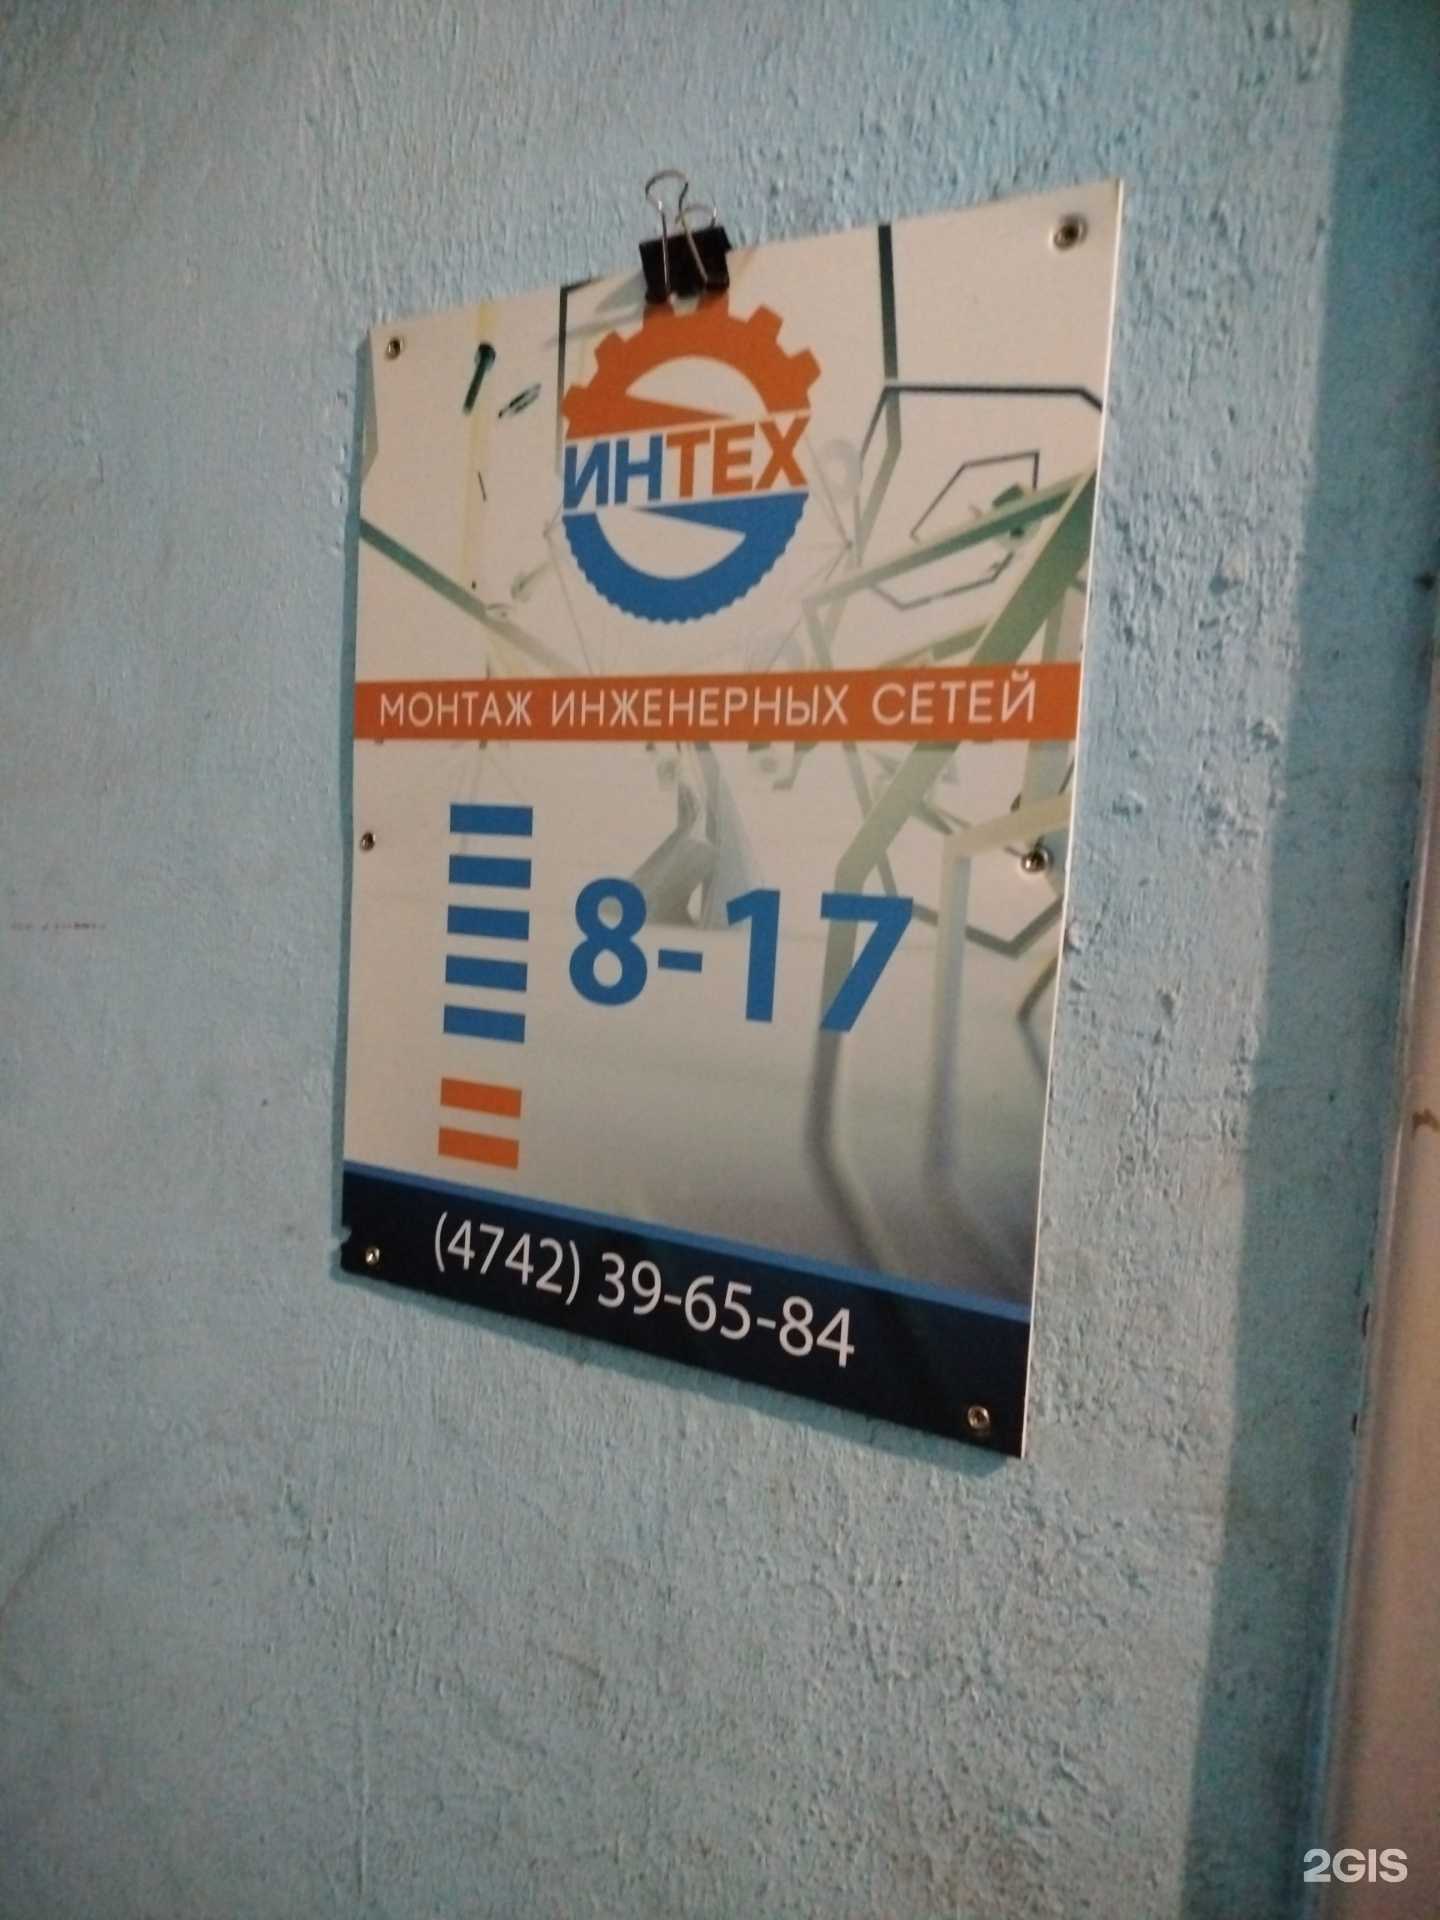 ИНТЕХ
МОНТАЖ ИНЖЕНЕРНЫХ СЕТЕЙ
8-17
(4742) 39-65-84
2GIS